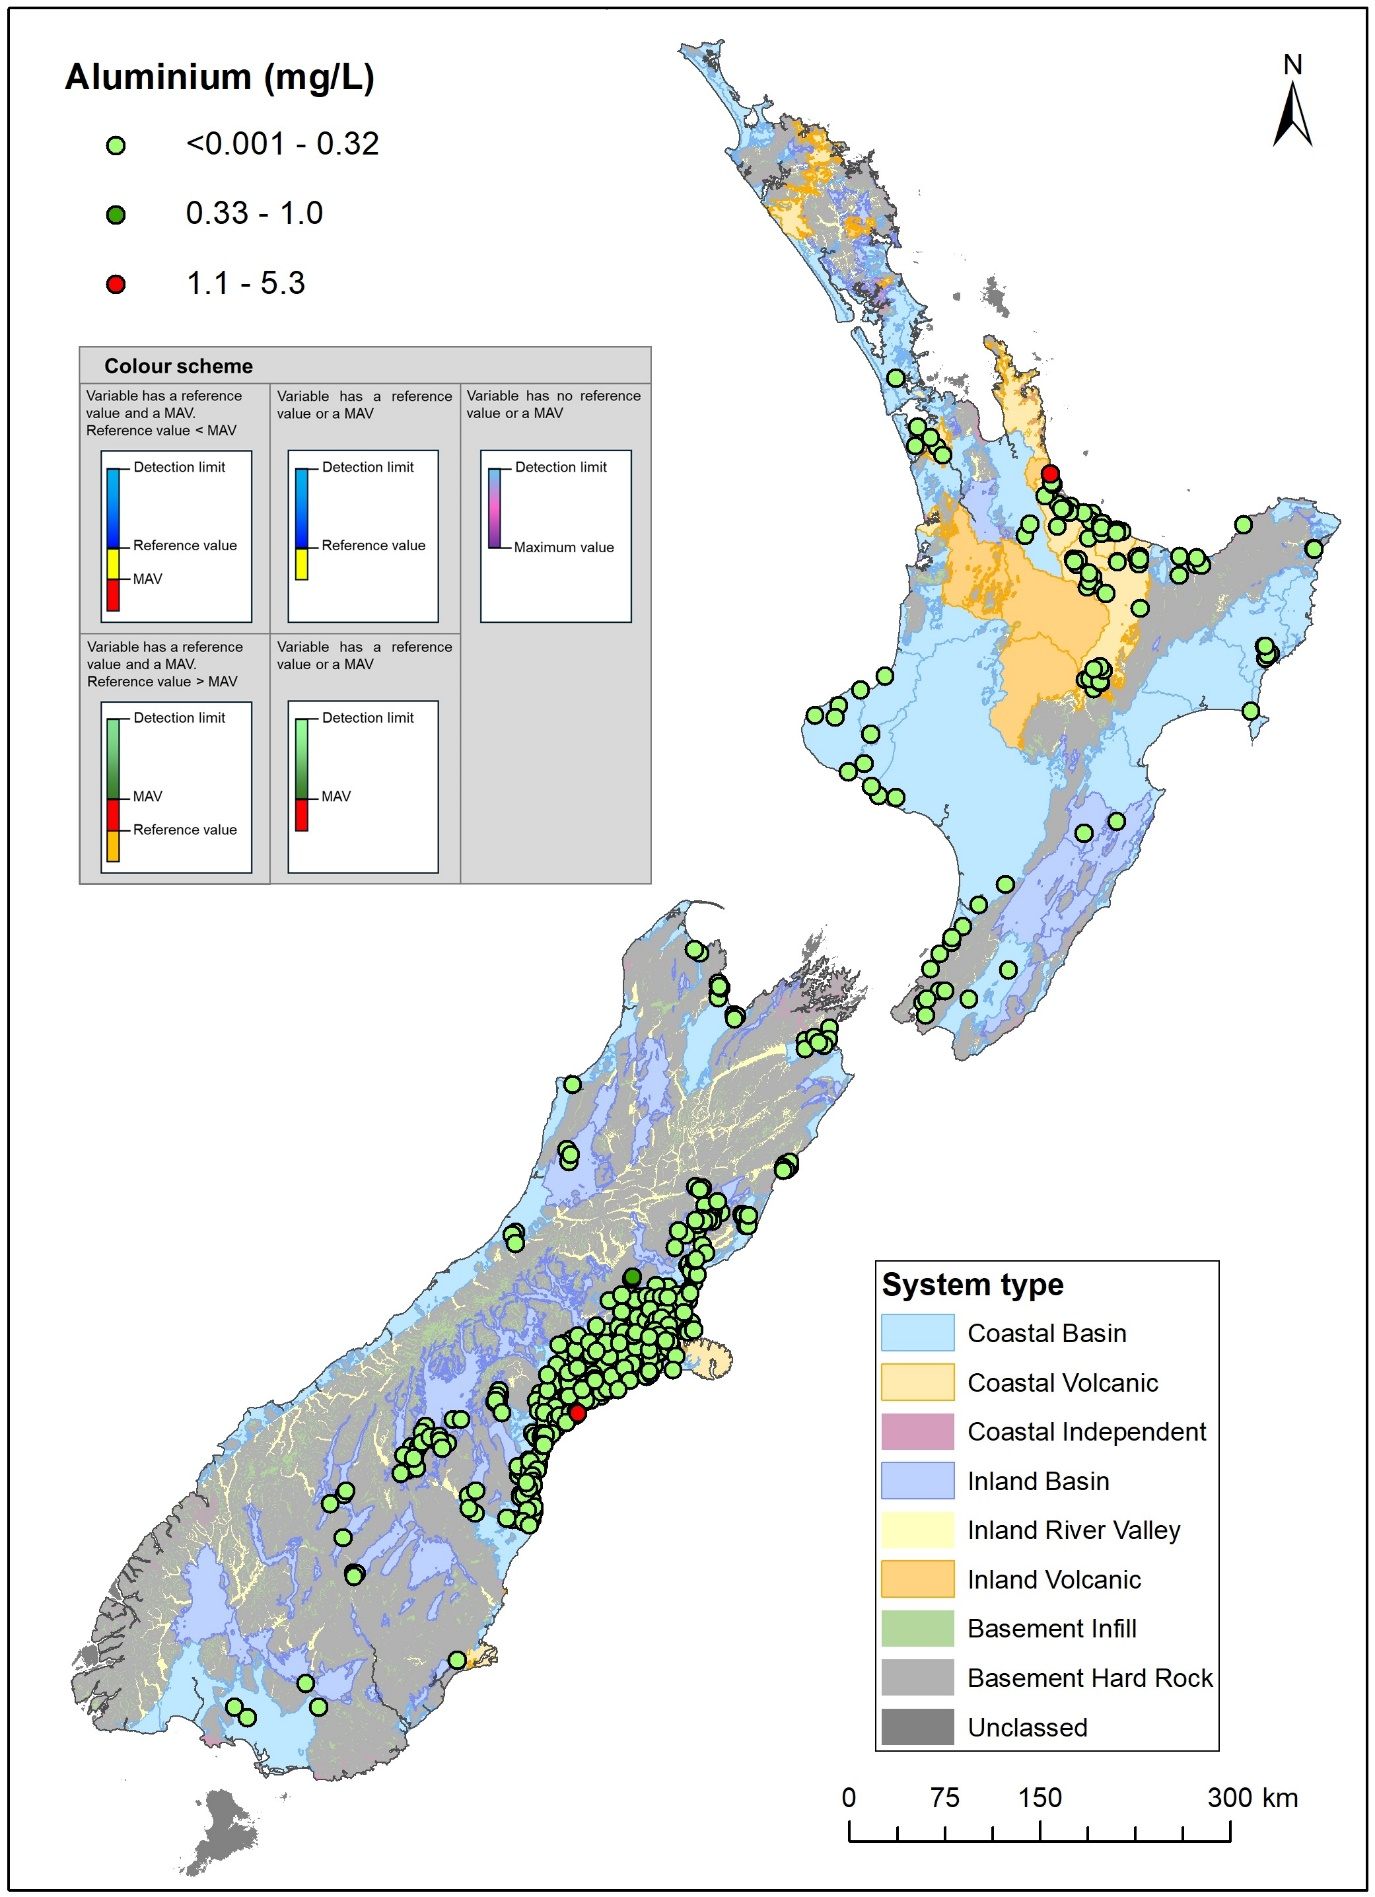 Aluminium (mg/L)
<0.001 - 0.32
0.33 - 1.0
1.1 - 5.3
N
Colour scheme
Variable has a reference
value and a MAV.
Reference value < MAV
Detection limit
Reference value
MAV
Variable has a reference
value or a MAV
Detection limit
Reference value
Variable has no reference
value or a MAV
Detection limit
Maximum value
Variable has a reference
value and a MAV.
Reference value > MAV
Detection limit
MAV
Reference value
Variable has a reference
value or a MAV
Detection limit
MAV
System type
Coastal Basin
Coastal Volcanic
Coastal Independent
Inland Basin
Inland River Valley
Inland Volcanic
Basement Infill
Basement Hard Rock
Unclassed
0 75 150 300 km